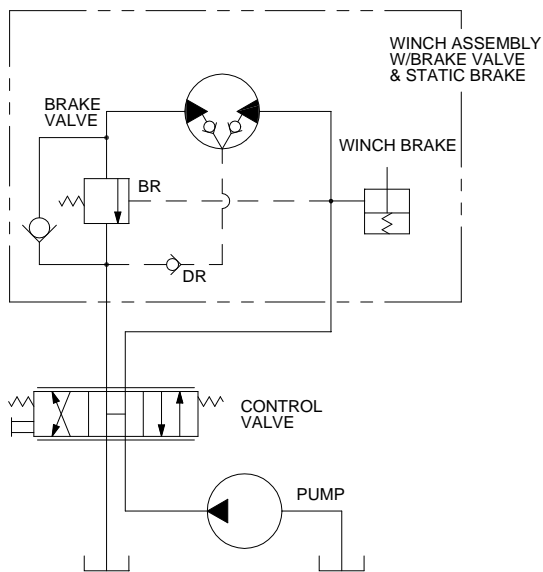 WINCH ASSEMBLY
W/BRAKE VALVE
& STATIC BRAKE
BRAKE
VALVE
WINCH BRAKE
BR
DR
CONTROL
VALVE
PUMP